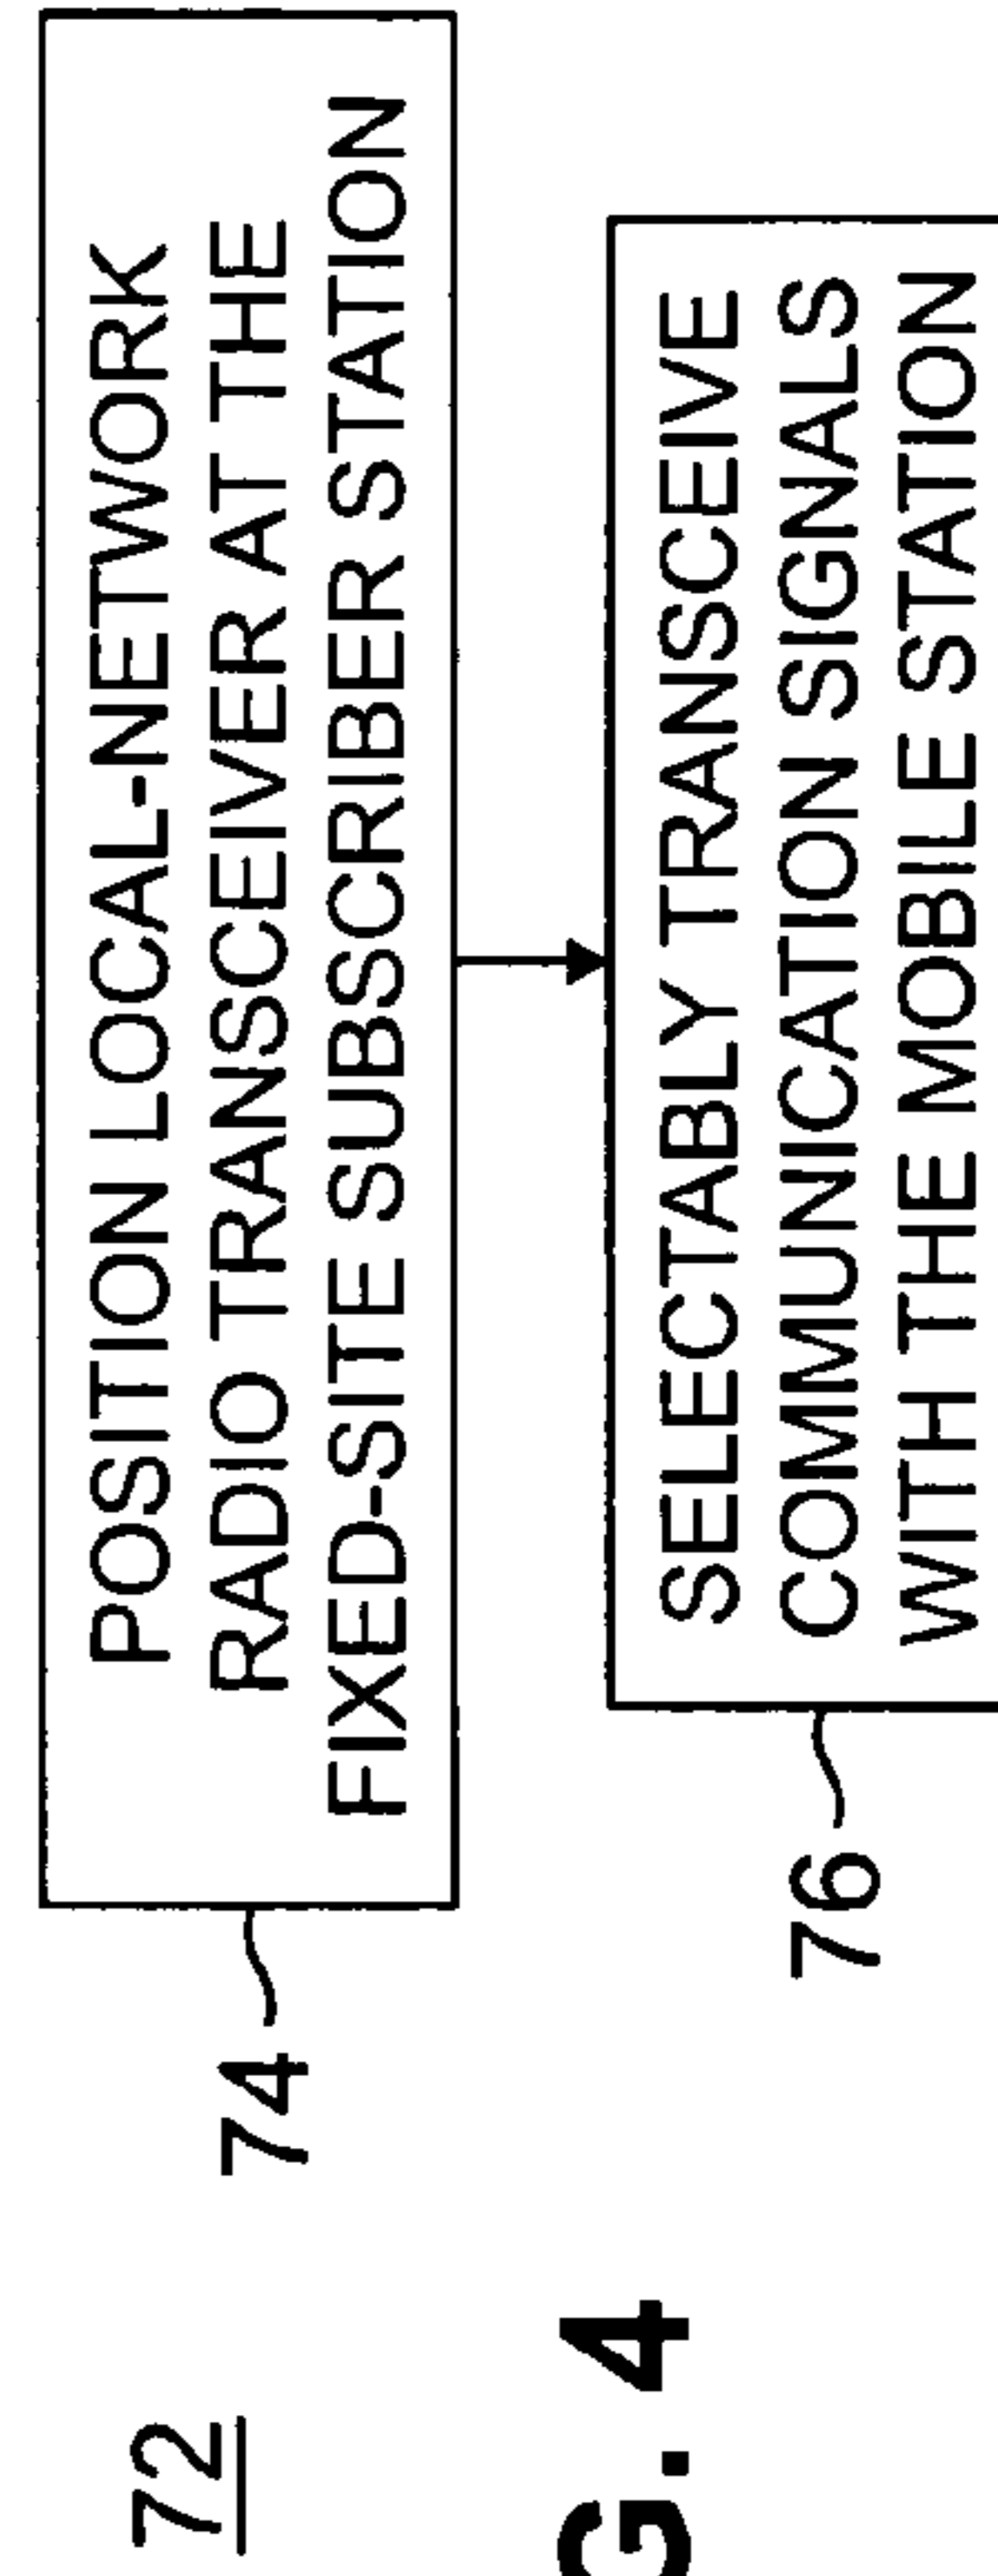 72
74
POSITION LOCAL-NETWORK
RADIO TRANSCEIVER AT THE
FIXED-SITE SUBSCRIBER STATION
76
SELECTABLY TRANSCEIVE
COMMUNICATION SIGNALS
WITH THE MOBILE STATION
G. 4